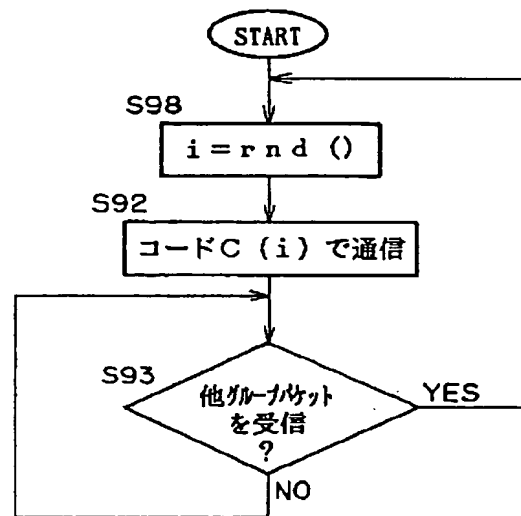 START
S98
i=rnd ()
S92
コードC (i) で通信
S93
他グループパケット
を受信
?
YES
NO